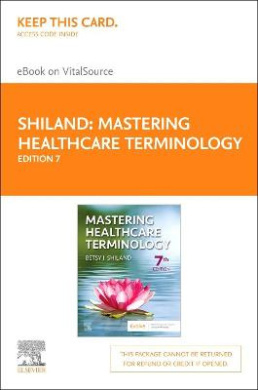 KEEP THIS CARD.
ACCESS CODE INSIDE
eBook on VitalSource
SHILAND: MASTERING
HEALTHCARE TERMINOLOGY
EDITION 7
MASTERING
HEALTHCARE
TERMINOLOGY
BETSY J. SHILAND
7th
EDITION
ELSEVIER
THIS PACKAGE CANNOT BE RETURNED
FOR REFUND OR CREDIT IF OPENED.